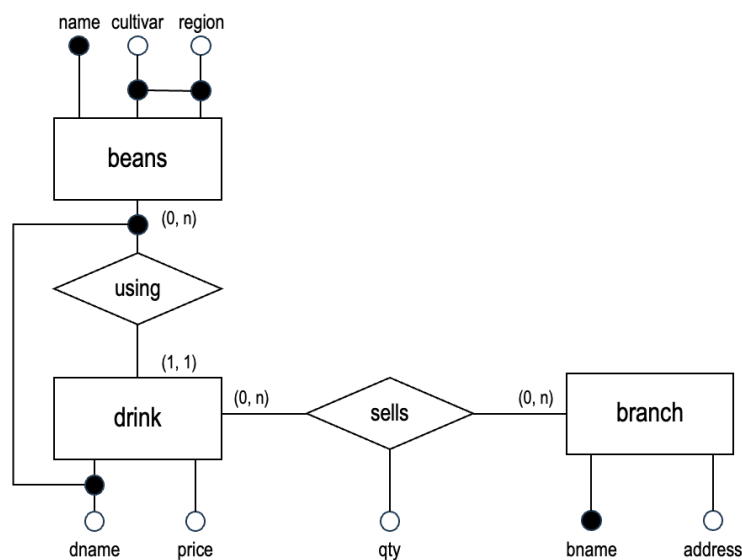 name cultivar region
beans
(0, n)
using
(1, 1)
drink
(0, n)
sells
(0, n)
branch
dname price qty bname address